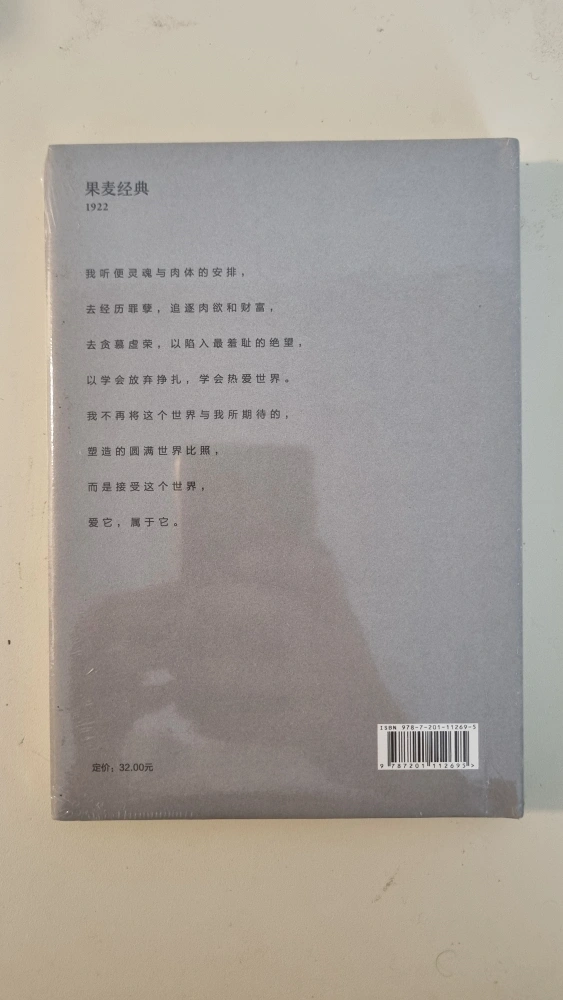 果麦经典
1922
我听便灵魂与肉体的安排，
去经历罪孽，追逐肉欲和财富，
去贪慕虚荣，以陷入最羞耻的绝望，
以学会放弃挣扎，学会热爱世界。
我不再将这个世界与我所期待的，
塑造的圆满世界比照，
而是接受这个世界，
爱它，属于它。
ISBN 978-7-201-11269-5
9 787201 112695 >
定价：32.00元